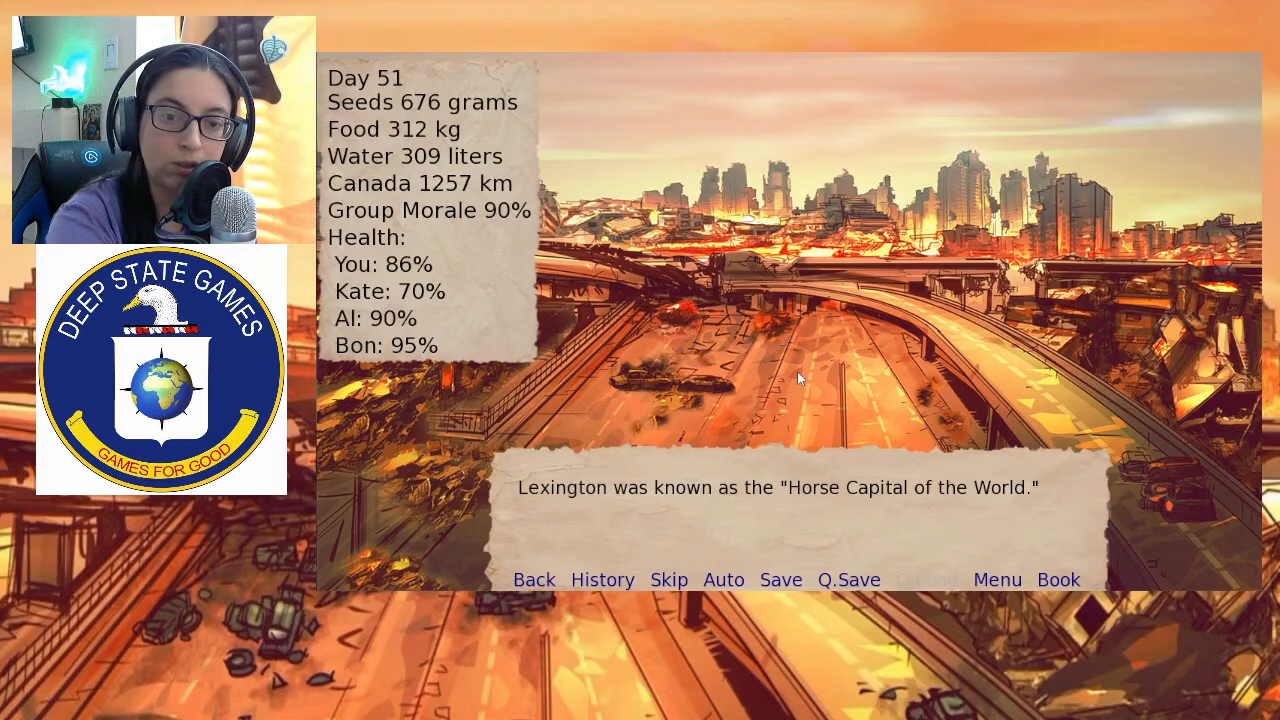 Day 51
Seeds 676 grams
Food 312 kg
Water 309 liters
Canada 1257 km
Group Morale 90%
Health:
You: 86%
Kate: 70%
Al: 90%
Bon: 95%
DEEP STATE GAMES
GAMES FOR GOOD
Lexington was known as the "Horse Capital of the World."
Back History Skip Auto Save Q.Save Menu Book